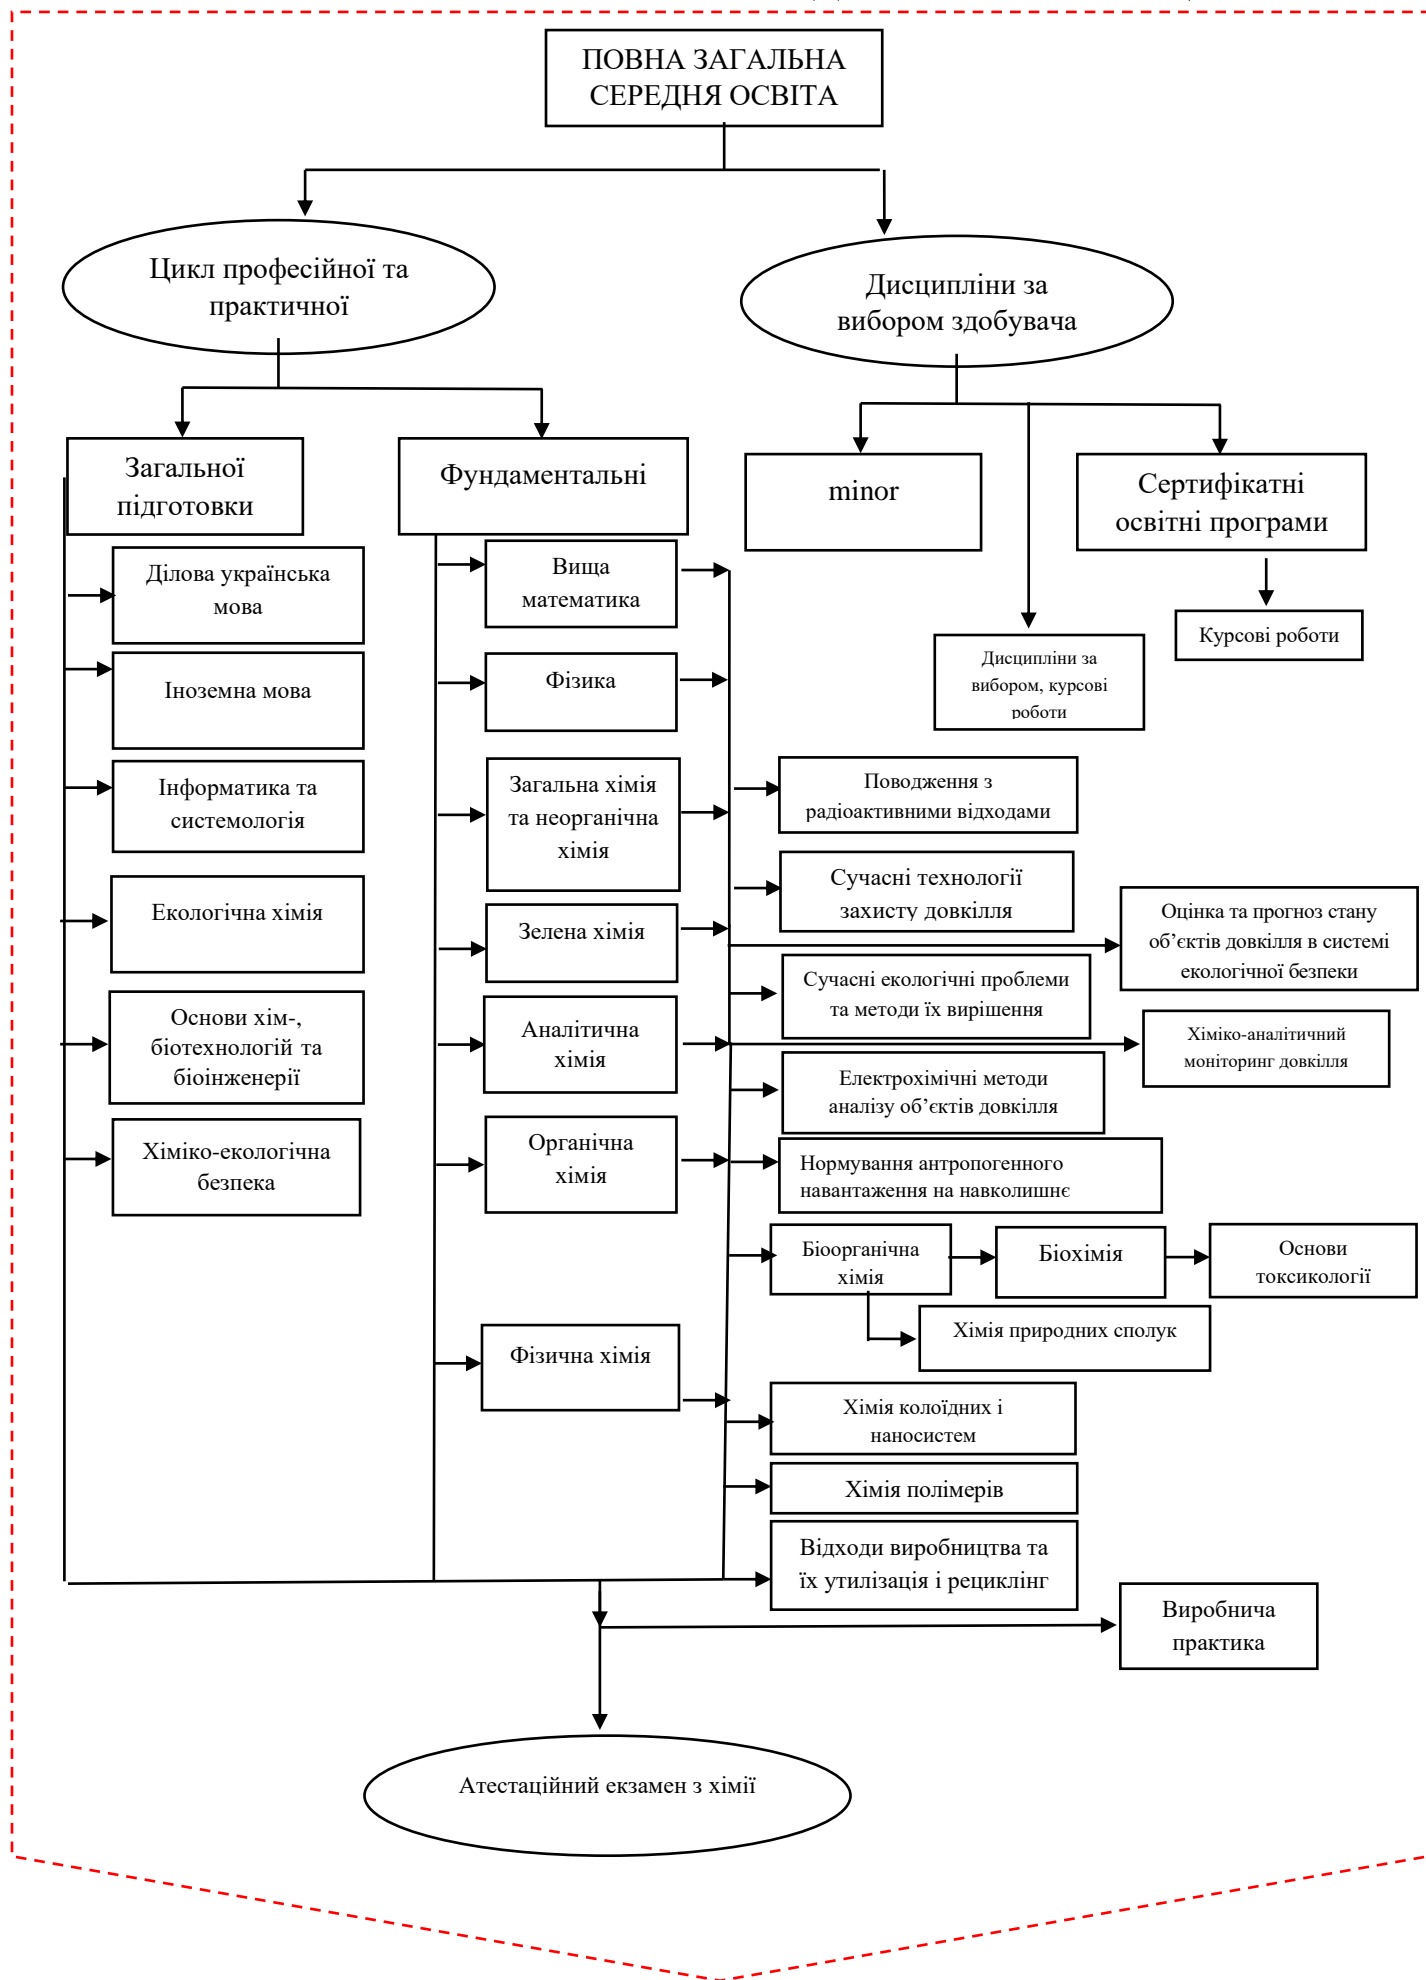 ПОВНА ЗАГАЛЬНА
СЕРЕДНЯ ОСВІТА
Цикл професійної та
практичної
Дисципліни за
вибором здобувача
Загальної
підготовки
Фундаментальні
minor
Сертифікатні
освітні програми
Ділова українська
мова
Іноземна мова
Інформатика та
системологія
Екологічна хімія
Основи хім-,
біотехнологій та
біоінженерії
Хіміко-екологічна
безпека
Вища
математика
Фізика
Загальна хімія
та неорганічна
хімія
Зелена хімія
Аналітична
хімія
Органічна
хімія
Фізична хімія
Дисципліни за
вибором, курсові
роботи
Курсові роботи
Поводження з
радіоактивними відходами
Сучасні технології
захисту довкілля
Оцінка та прогноз стану
об’єктів довкілля в системі
екологічної безпеки
Сучасні екологічні проблеми
та методи їх вирішення
Хіміко-аналітичний
моніторинг довкілля
Електрохімічні методи
аналізу об’єктів довкілля
Нормування антропогенного
навантаження на навколишнє
Біоорганічна
хімія
Біохімія
Основи
токсикології
Хімія природних сполук
Хімія колоїдних і
наносистем
Хімія полімерів
Відходи виробництва та
їх утилізація і рециклінг
Виробнича
практика
Атестаційний екзамен з хімії